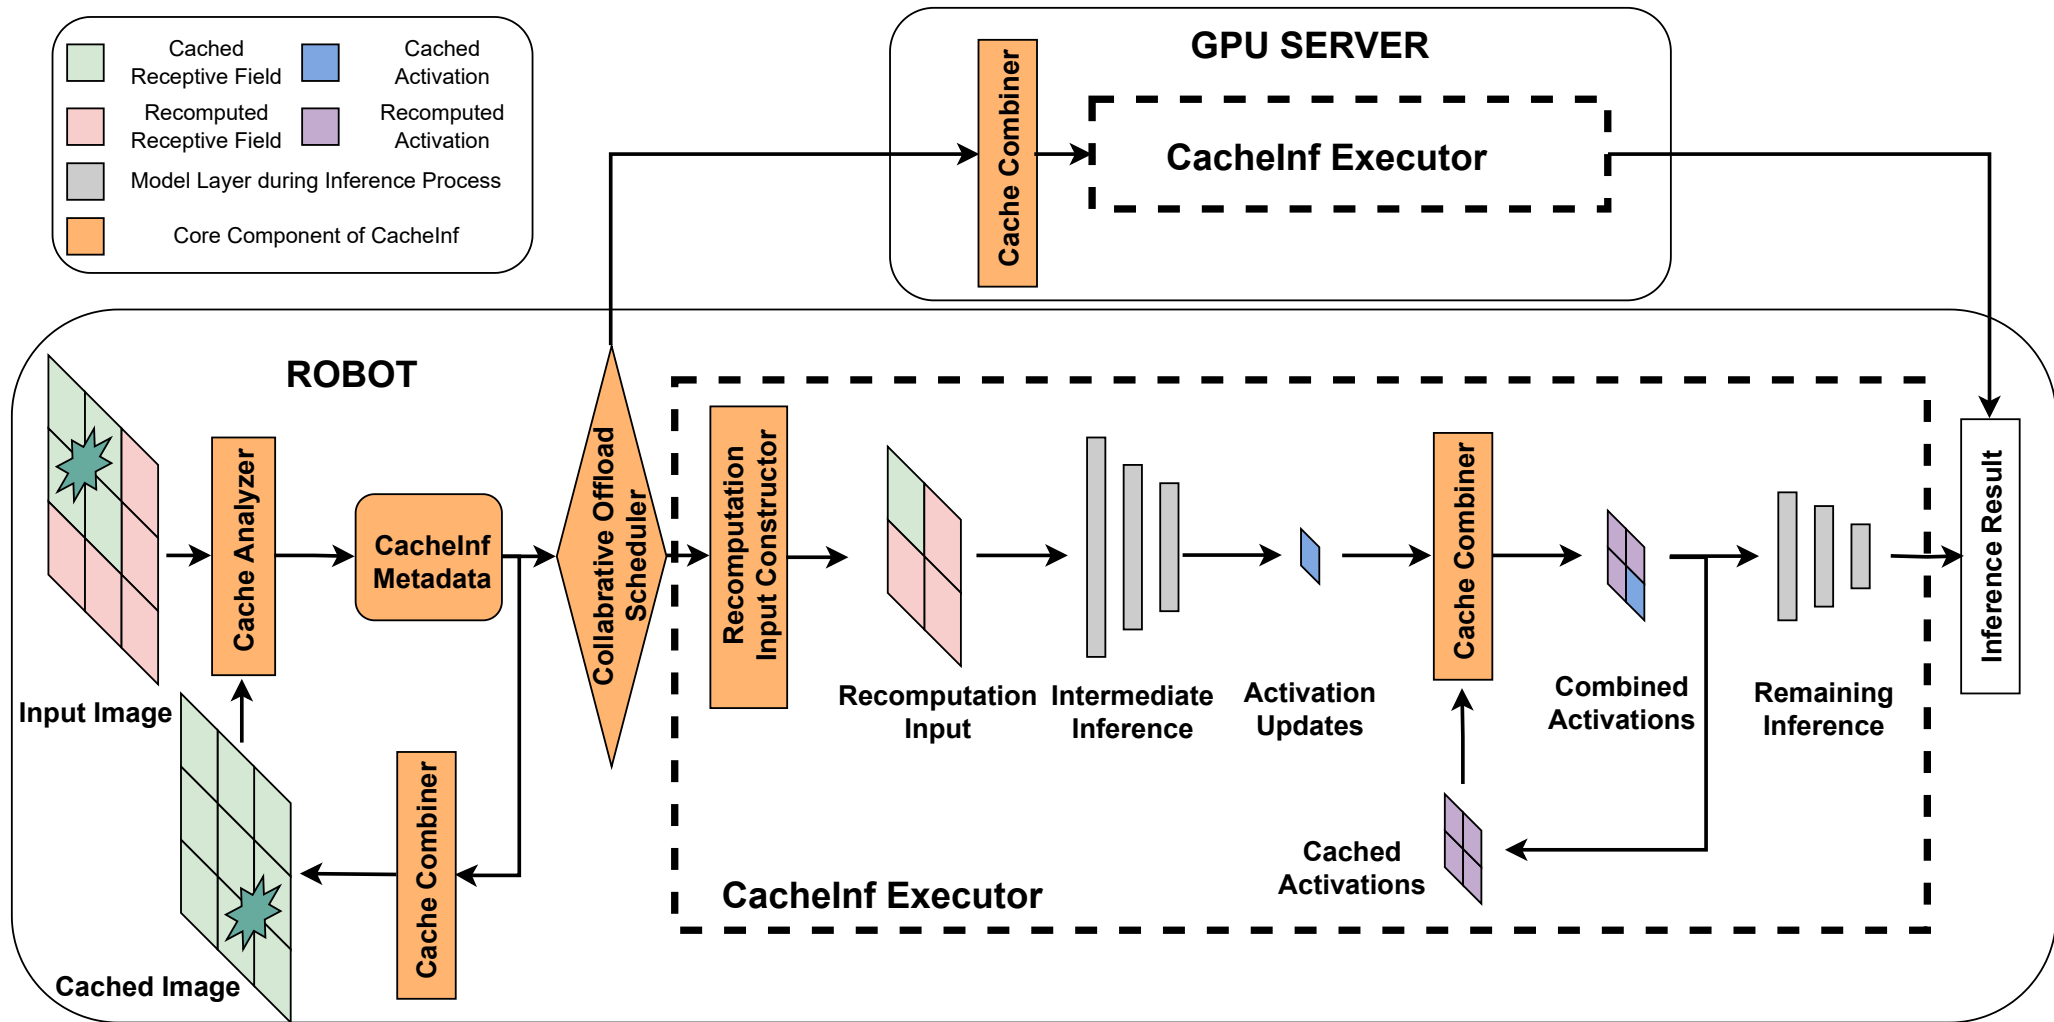 Cached
Receptive Field
Cached
Activation
Recomputed
Receptive Field
Recomputed
Activation
Model Layer during Inference Process
Core Component of CacheInf
GPU SERVER
Cache Combiner
CacheInf Executor
ROBOT
Input Image
Cache Analyzer
CacheInf
Metadata
Cached Image
Cache Combiner
Collabrative Offload
Scheduler
Recomputation
Input Constructor
Recomputation
Input
Intermediate
Inference
Activation
Updates
Cache Combiner
Combined
Activations
Remaining
Inference
Cached
Activations
CacheInf Executor
Inference Result